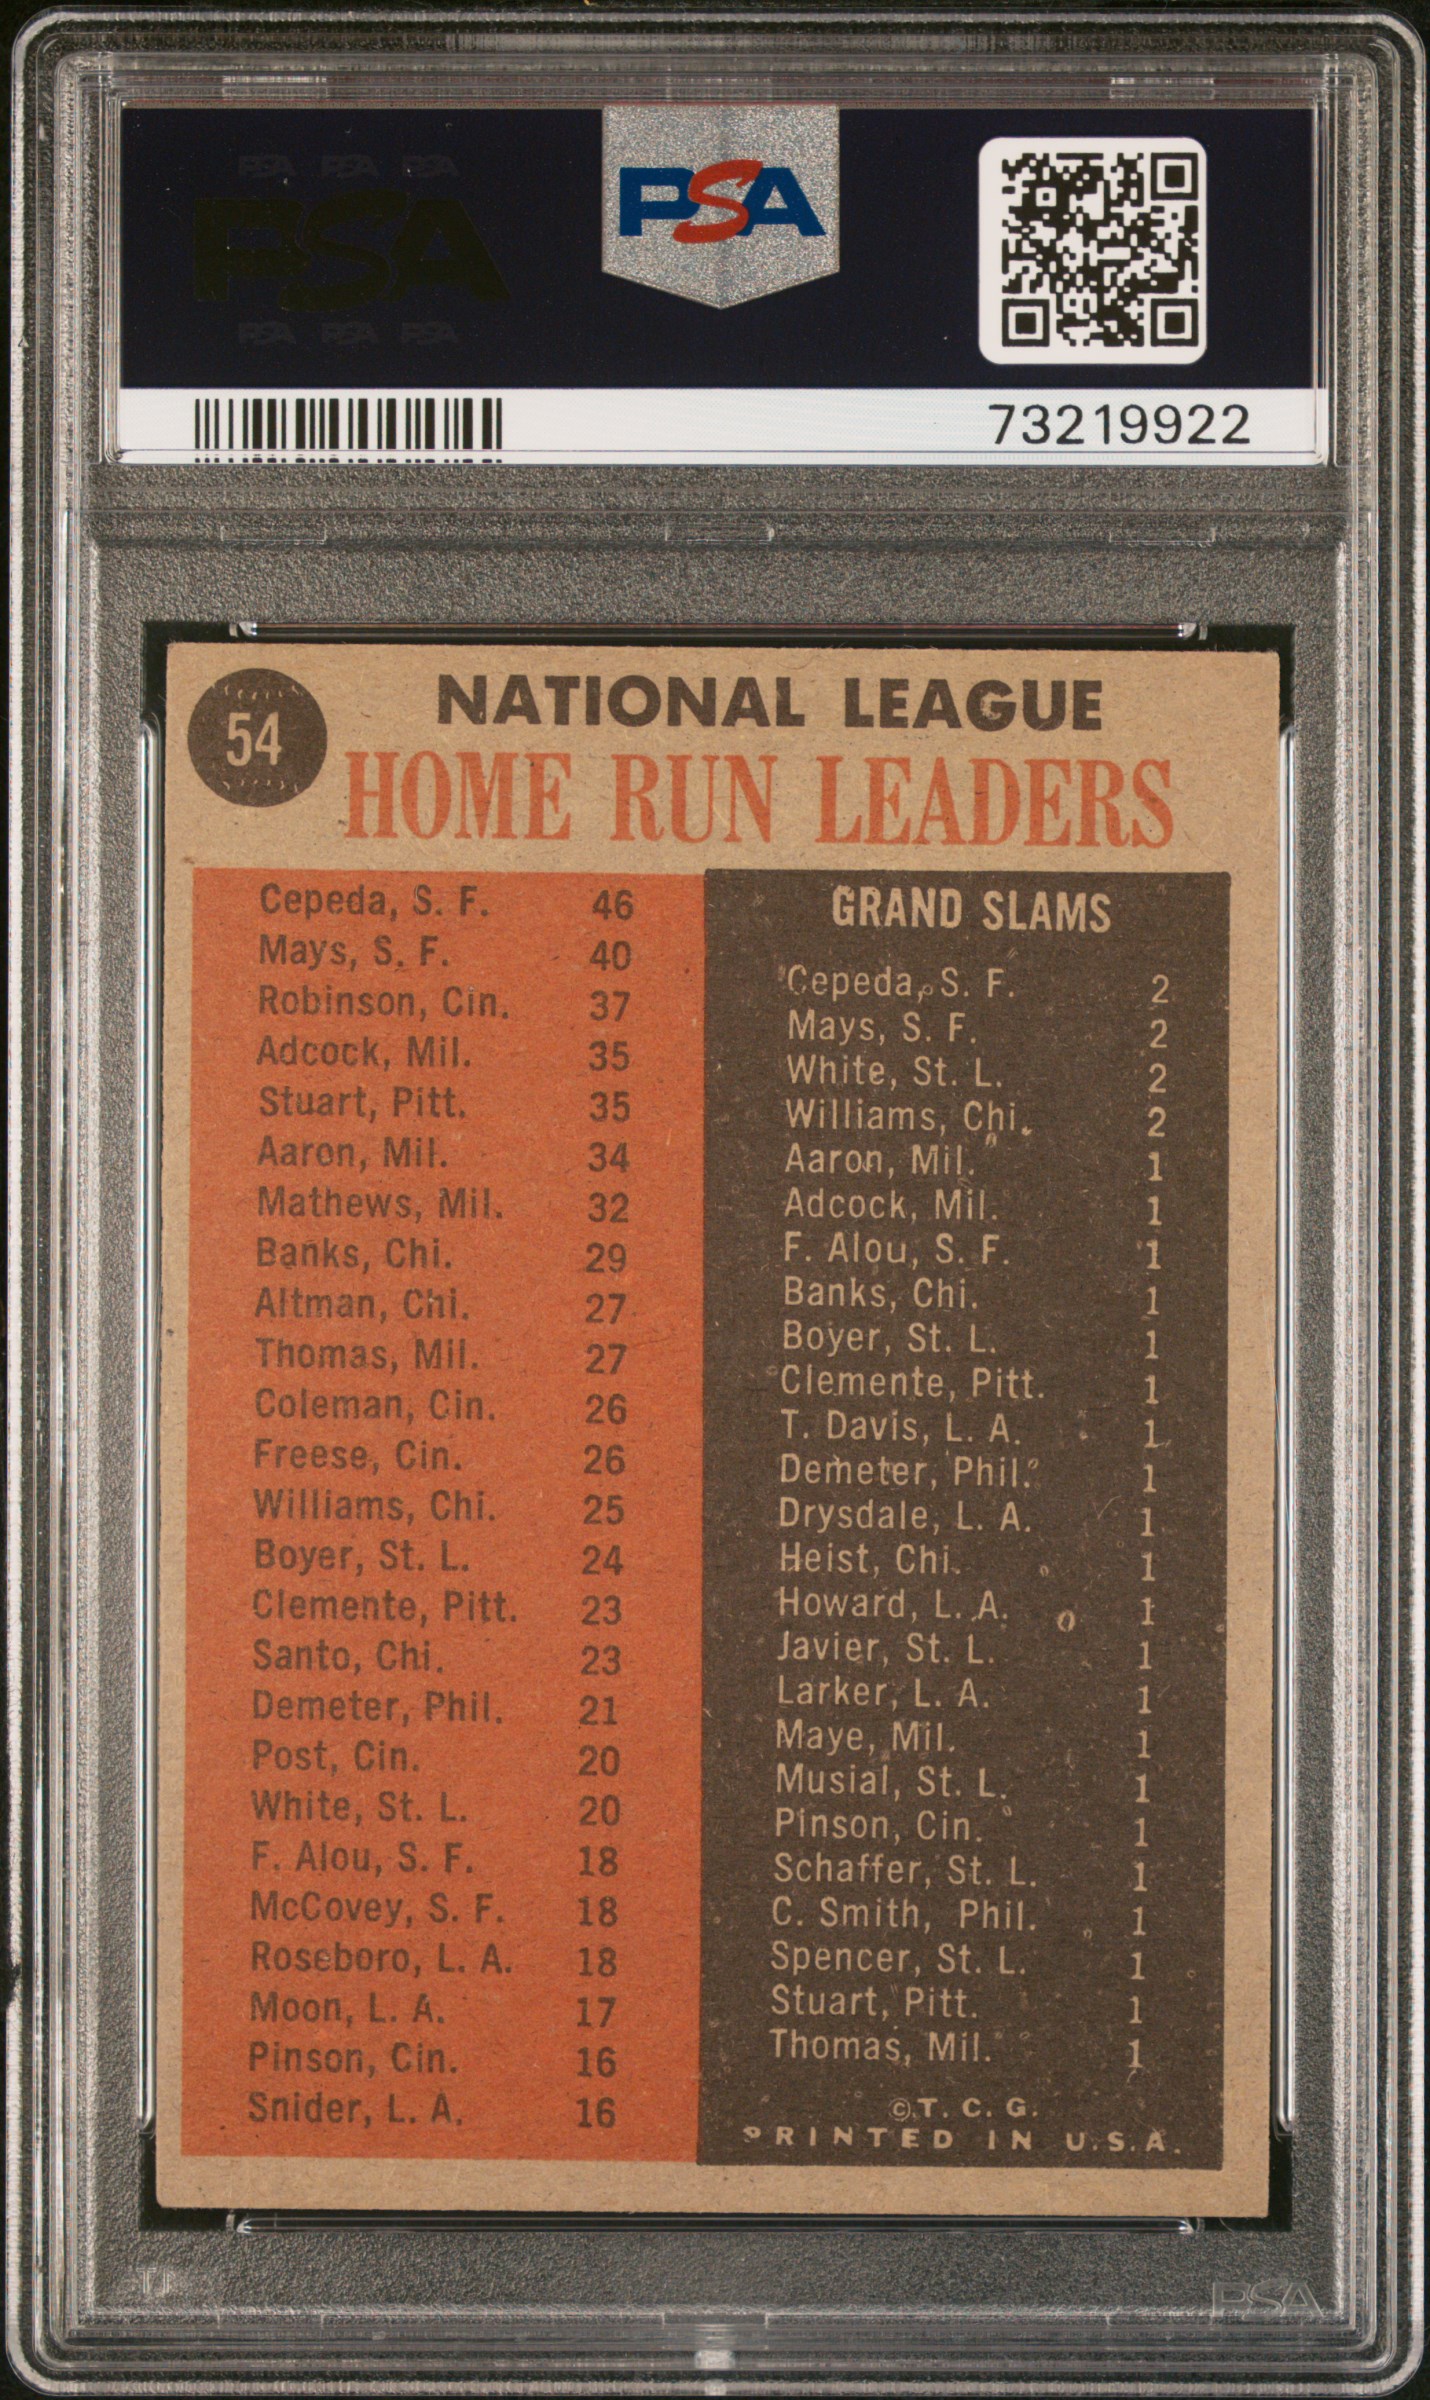 PSA PSA PSA
PSA
PSA PSA PSA
PSA
73219922
54
NATIONAL LEAGUE
HOME RUN LEADERS
Cepeda, S. F. 46
Mays, S. F. 40
Robinson, Cin. 37
Adcock, Mil. 35
Stuart, Pitt. 35
Aaron, Mil. 34
Mathews, Mil. 32
Banks, Chi. 29
Altman, Chi. 27
Thomas, Mil. 27
Coleman, Cin. 26
Freese, Cin. 26
Williams, Chi. 25
Boyer, St. L. 24
Clemente, Pitt. 23
Santo, Chi. 23
Demeter, Phil. 21
Post, Cin. 20
White, St. L. 20
F. Alou, S. F. 18
McCovey, S. F. 18
Roseboro, L. A. 18
Moon, L. A. 17
Pinson, Cin. 16
Snider, L. A. 16
GRAND SLAMS
Cepeda, S. F. 2
Mays, S. F. 2
White, St. L. 2
Williams, Chi. 2
Aaron, Mil. 1
Adcock, Mil. 1
F. Alou, S. F. 1
Banks, Chi. 1
Boyer, St. L. 1
Clemente, Pitt. 1
T. Davis, L. A. 1
Demeter, Phil. 1
Drysdale, L. A. 1
Heist, Chi. 1
Howard, L. A. 1
Javier, St. L. 1
Larker, L. A. 1
Maye, Mil. 1
Musial, St. L. 1
Pinson, Cin. 1
Schaffer, St. L. 1
C. Smith, Phil. 1
Spencer, St. L. 1
Stuart, Pitt. 1
Thomas, Mil. 1
© T. C. G.
PRINTED IN U.S.A.
PSA